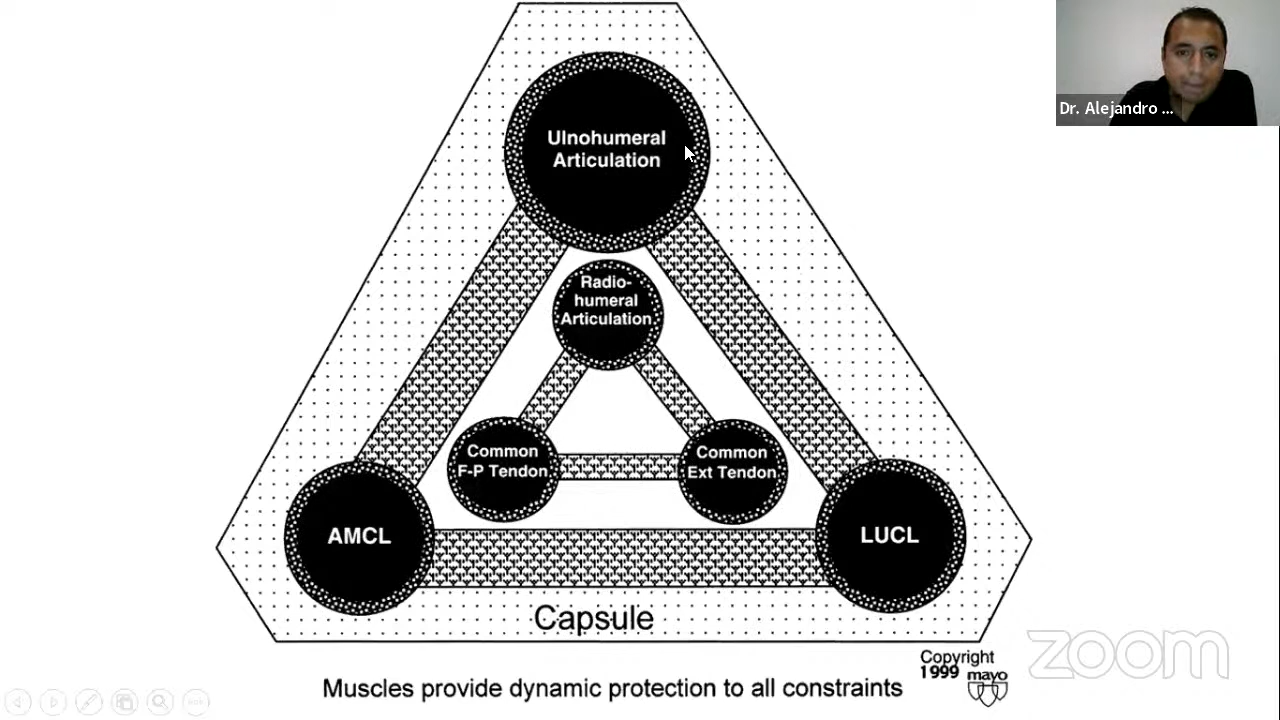 Ulnohumeral
Articulation
Dr. Alejandro ...
Radio-
humeral
Articulation
Common
F-P Tendon
Common
Ext Tendon
AMCL
LUCL
Capsule
Copyright
1999 mayo
zoom
Muscles provide dynamic protection to all constraints